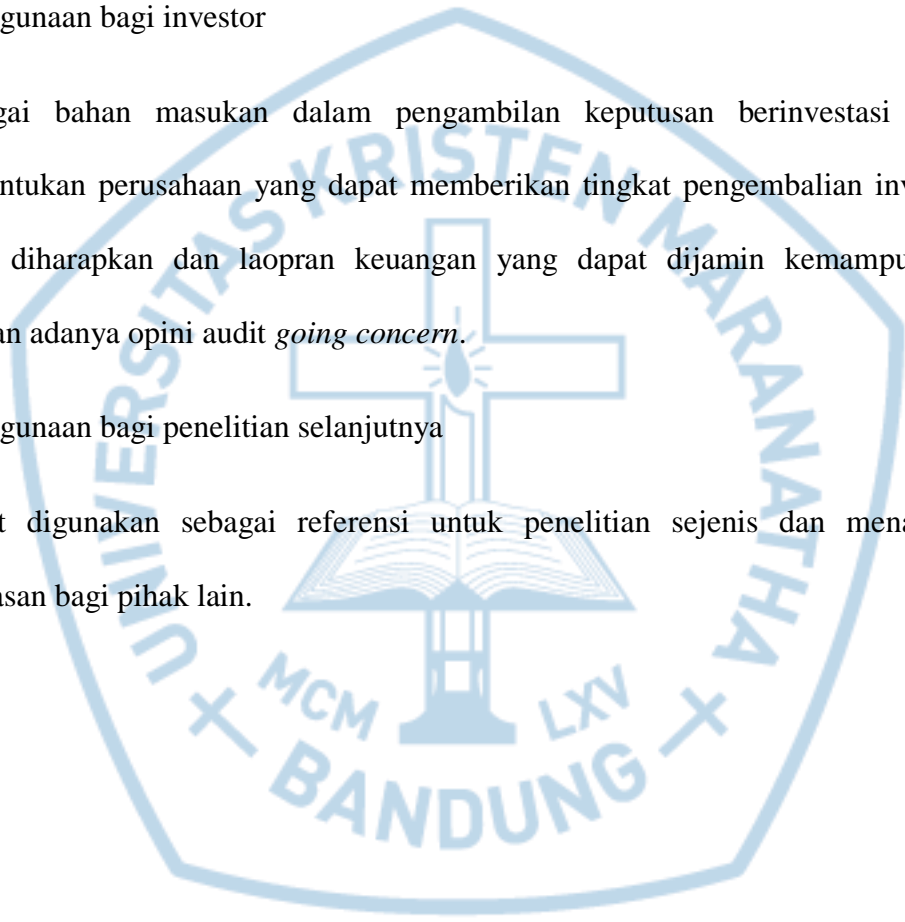 gunaan bagi investor
gai bahan masukan dalam pengambilan keputusan berinvestasi
ntukan perusahaan yang dapat memberikan tingkat pengembalian inv
diharapkan dan laopran keuangan yang dapat dijamin kemampu
an adanya opini audit going concern.
gunaan bagi penelitian selanjutnya
t digunakan sebagai referensi untuk penelitian sejenis dan mena
asan bagi pihak lain.
UNIVERSITAS KRISTEN MARANATHA
MCM LXV
BANDUNG